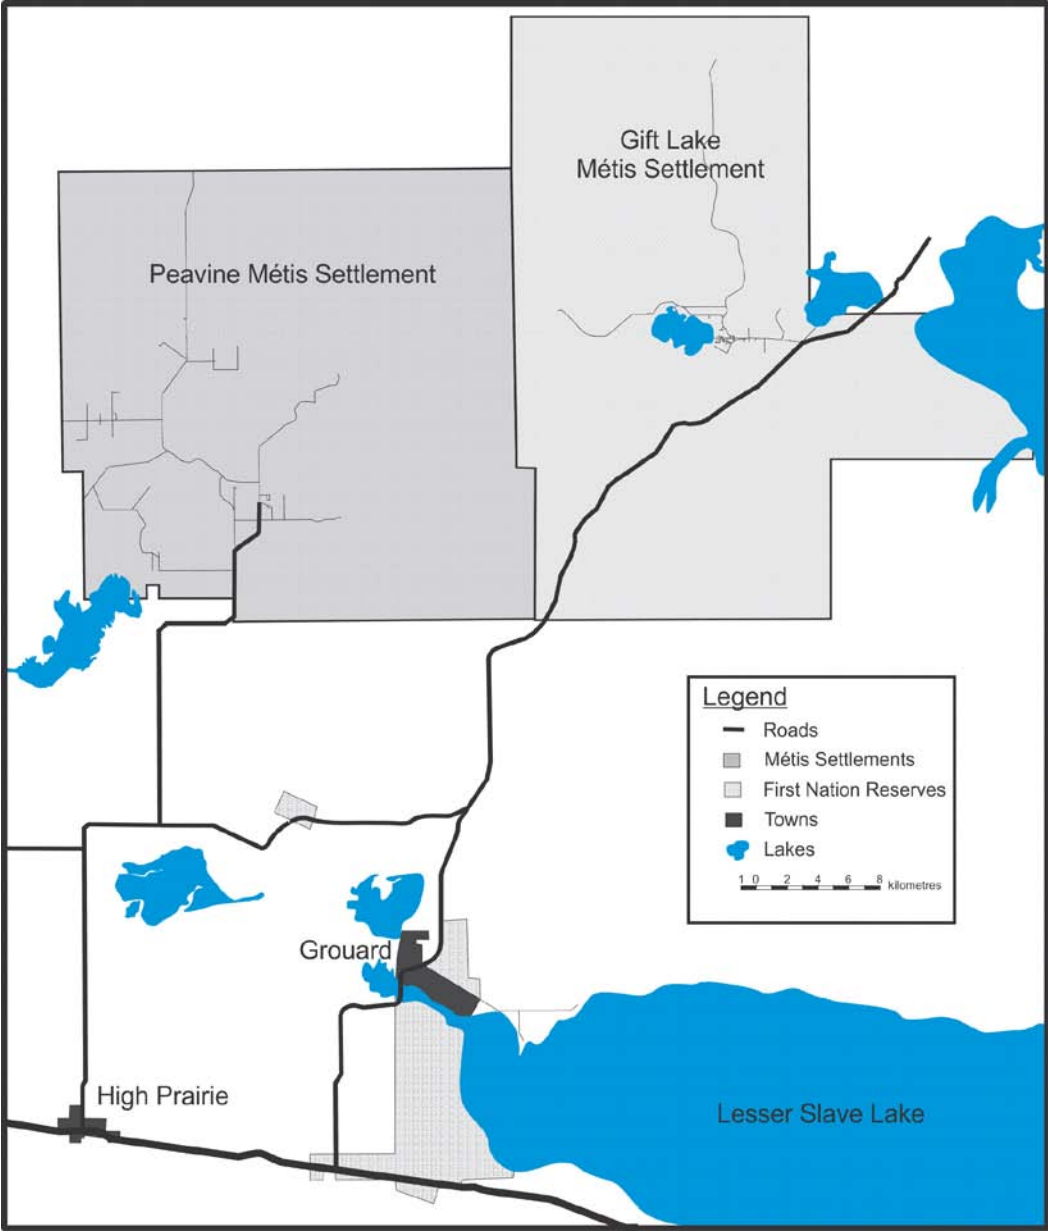 Gift Lake
Métis Settlement
Peavine Métis Settlement
Legend
Roads
Métis Settlements
First Nation Reserves
Towns
Lakes
1 0 2 4 6 8 kilometres
Grouard
High Prairie
Lesser Slave Lake